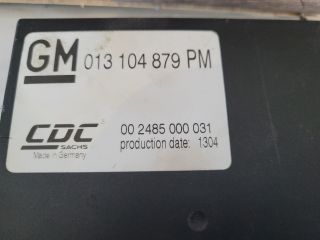 GM 013 104 879 PM
CDC 00 2485 000 031
SACHS
Made in Germany production date: 1304